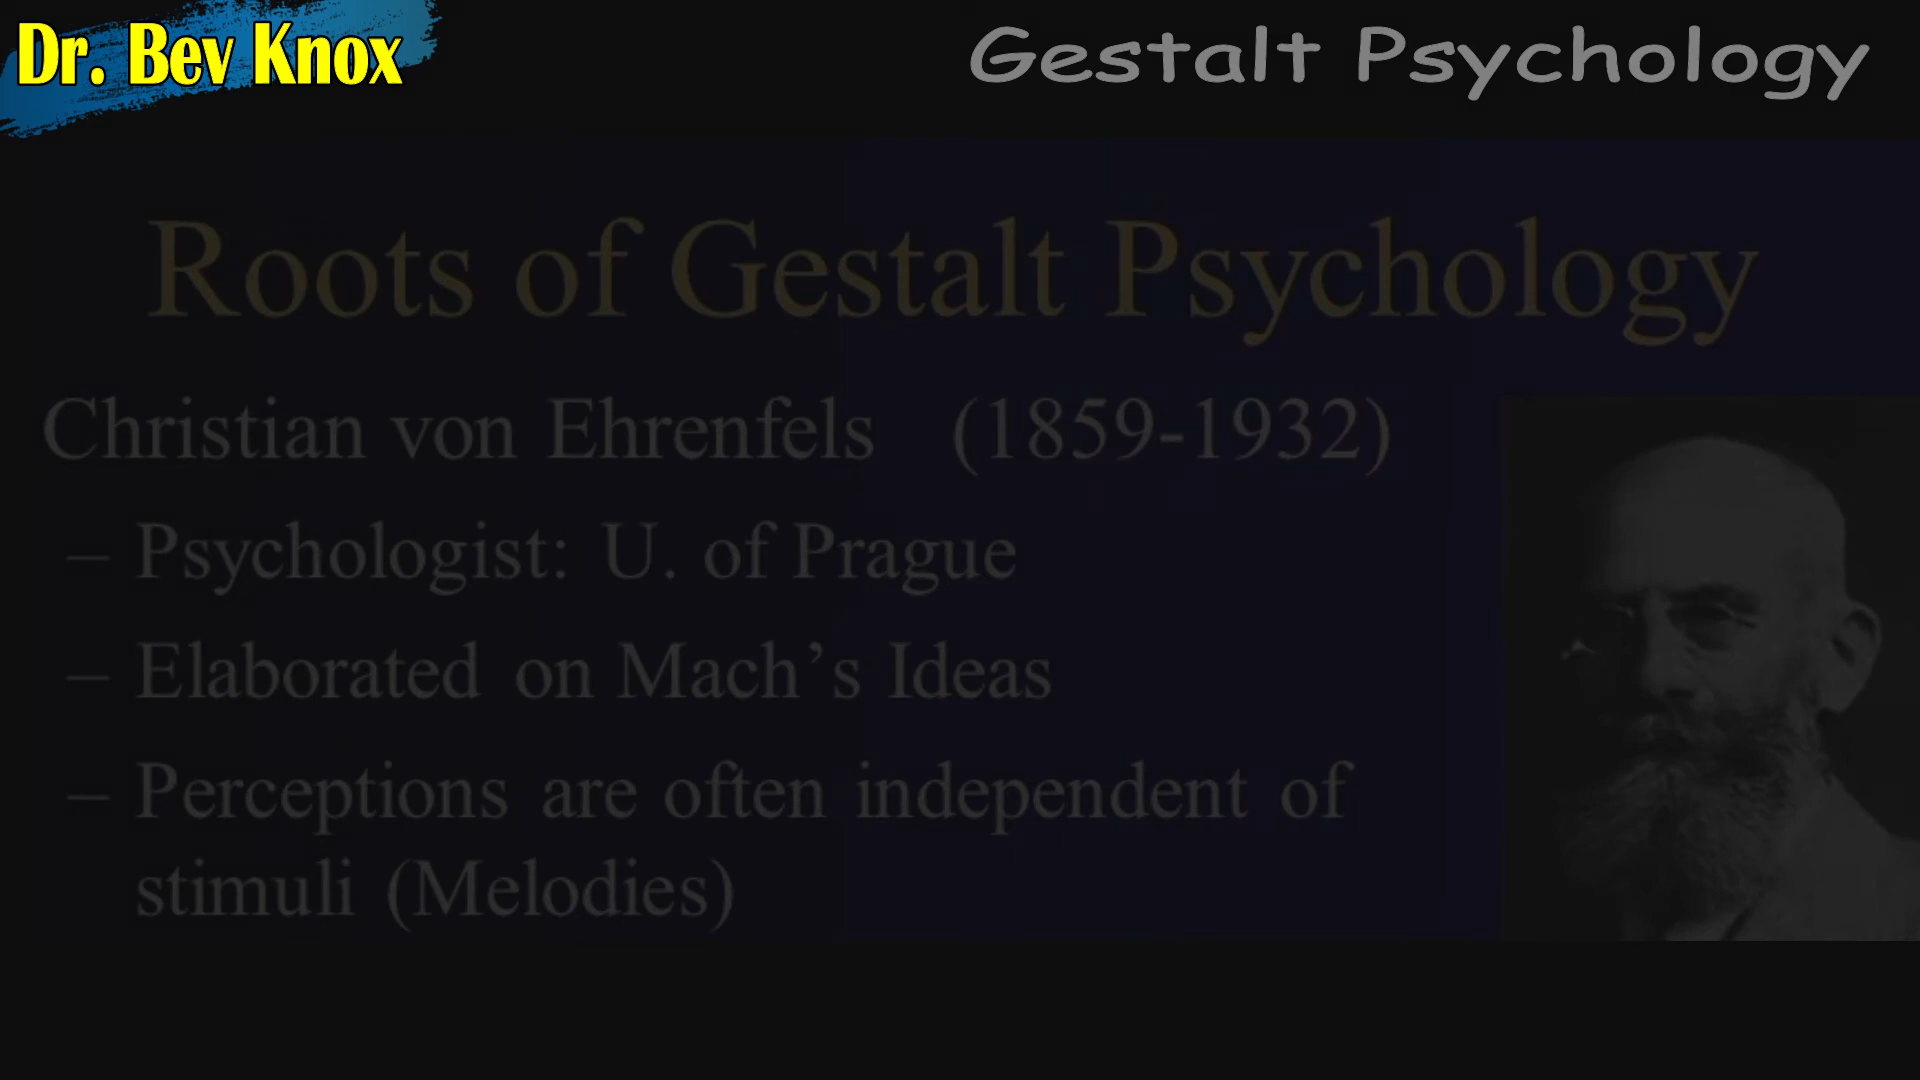 Dr. Bev Knox
Gestalt Psychology
Roots of Gestalt Psychology
Christian von Ehrenfels (1859-1932)
– Psychologist: U. of Prague
– Elaborated on Mach’s Ideas
– Perceptions are often independent of
stimuli (Melodies)